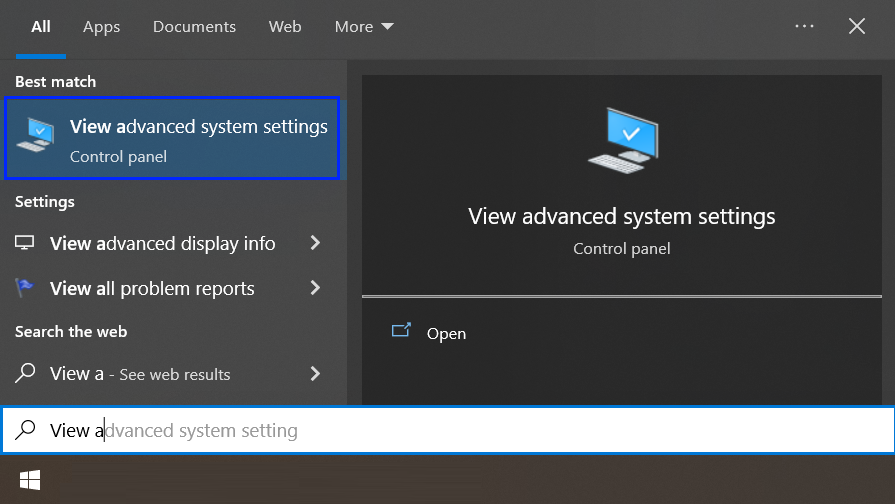 All Apps Documents Web More
Best match
View advanced system settings
Control panel
Settings
View advanced display info
View all problem reports
Search the web
View a - See web results
View advanced system settings
Control panel
Open
View advanced system setting